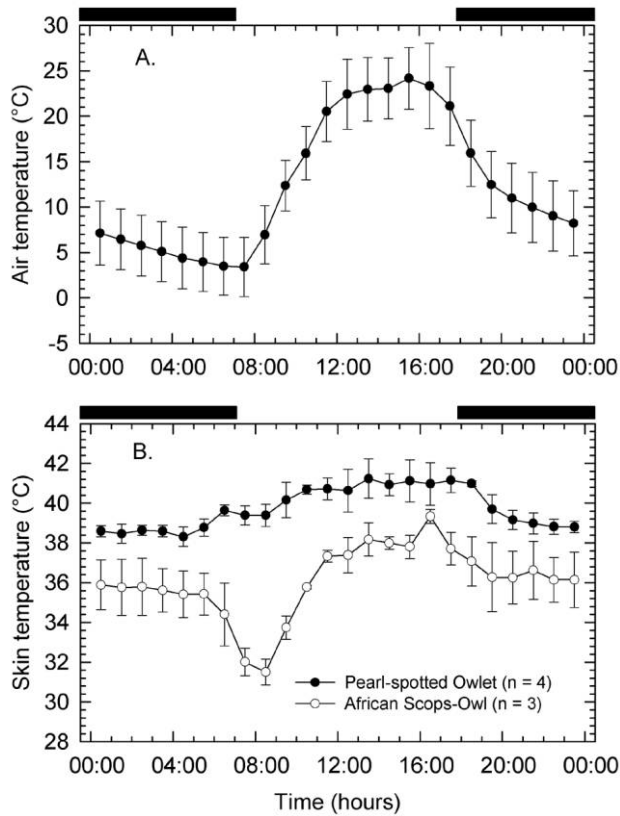 A.
30
25
20
15
10
5
0
-5
Air temperature (°C)
00:00 04:00 08:00 12:00 16:00 20:00 00:00
B.
44
42
40
38
36
34
32
30
28
Skin temperature (°C)
Pearl-spotted Owlet (n = 4)
African Scops-Owl (n = 3)
00:00 04:00 08:00 12:00 16:00 20:00 00:00
Time (hours)